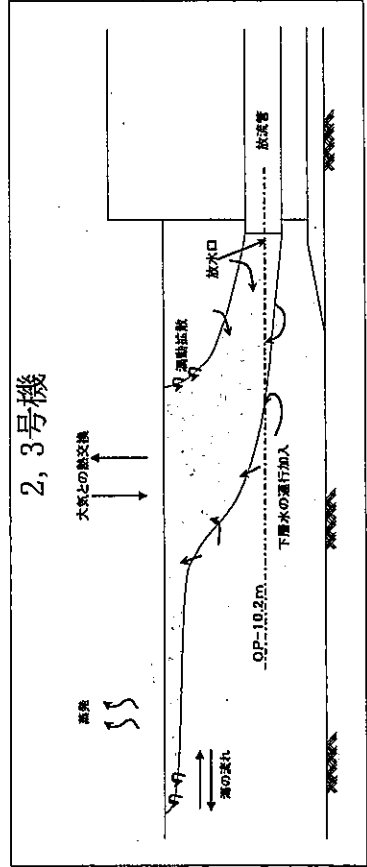 2, 3号機
蒸発
大気との熱交換
渦動拡散
放水口
放流管
海の流れ
OP-10.2m
下層水の連行加入